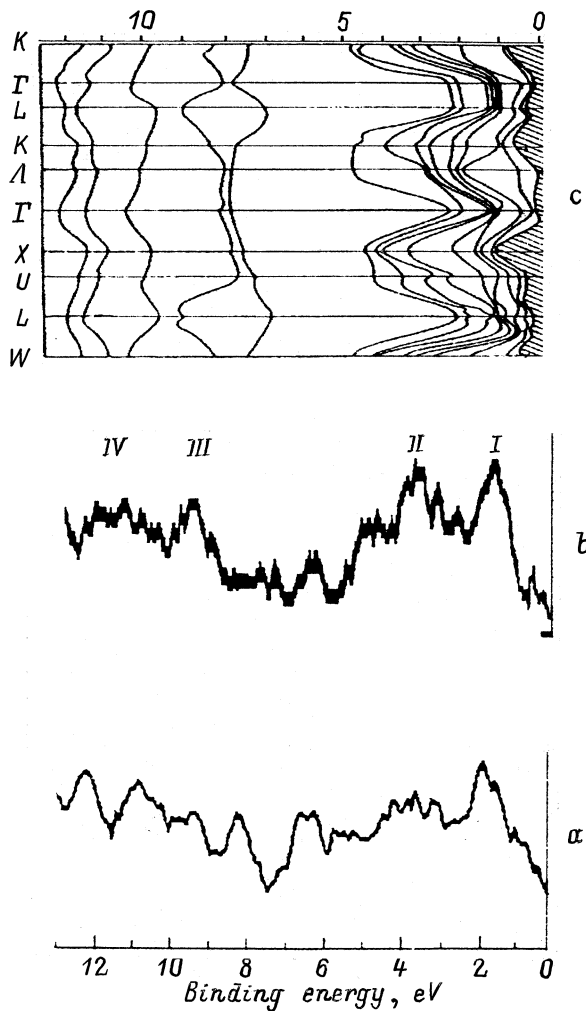 10 5 0
K
Γ
L
K
Λ
Γ
X
U
L
W
c
IV III II I
b
a
12 10 8 6 4 2 0
Binding energy, eV